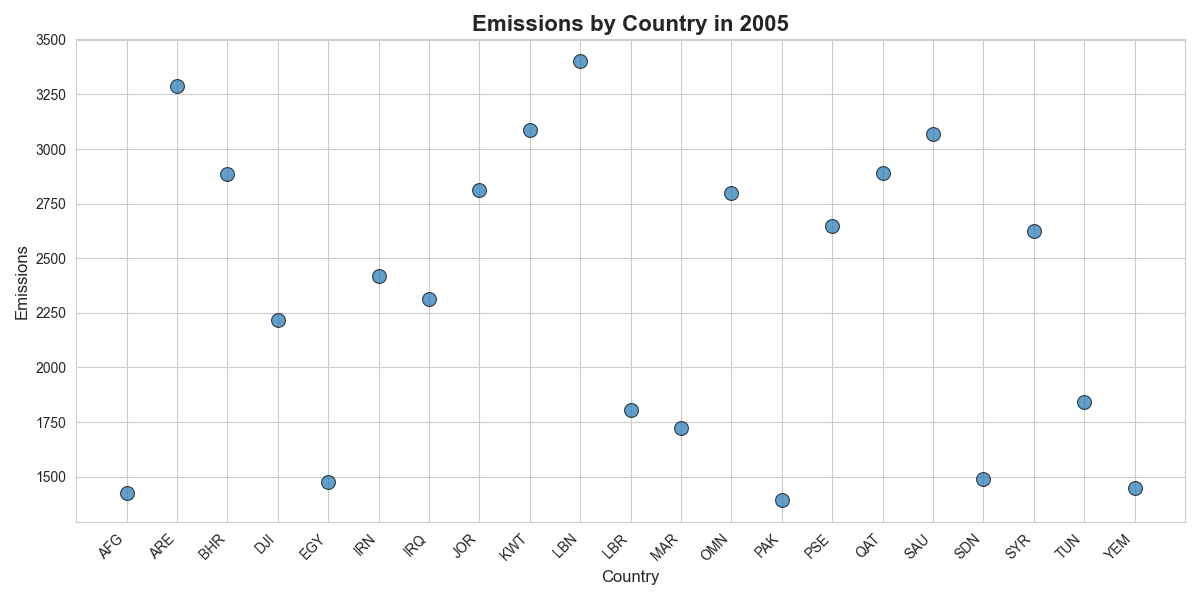 Emissions by Country in 2005
Emissions
3500
3250
3000
2750
2500
2250
2000
1750
1500
AFG
ARE
BHR
DJI
EGY
IRN
IRQ
JOR
KWT
LBN
LBR
MAR
OMN
PAK
PSE
QAT
SAU
SDN
SYR
TUN
YEM
Country